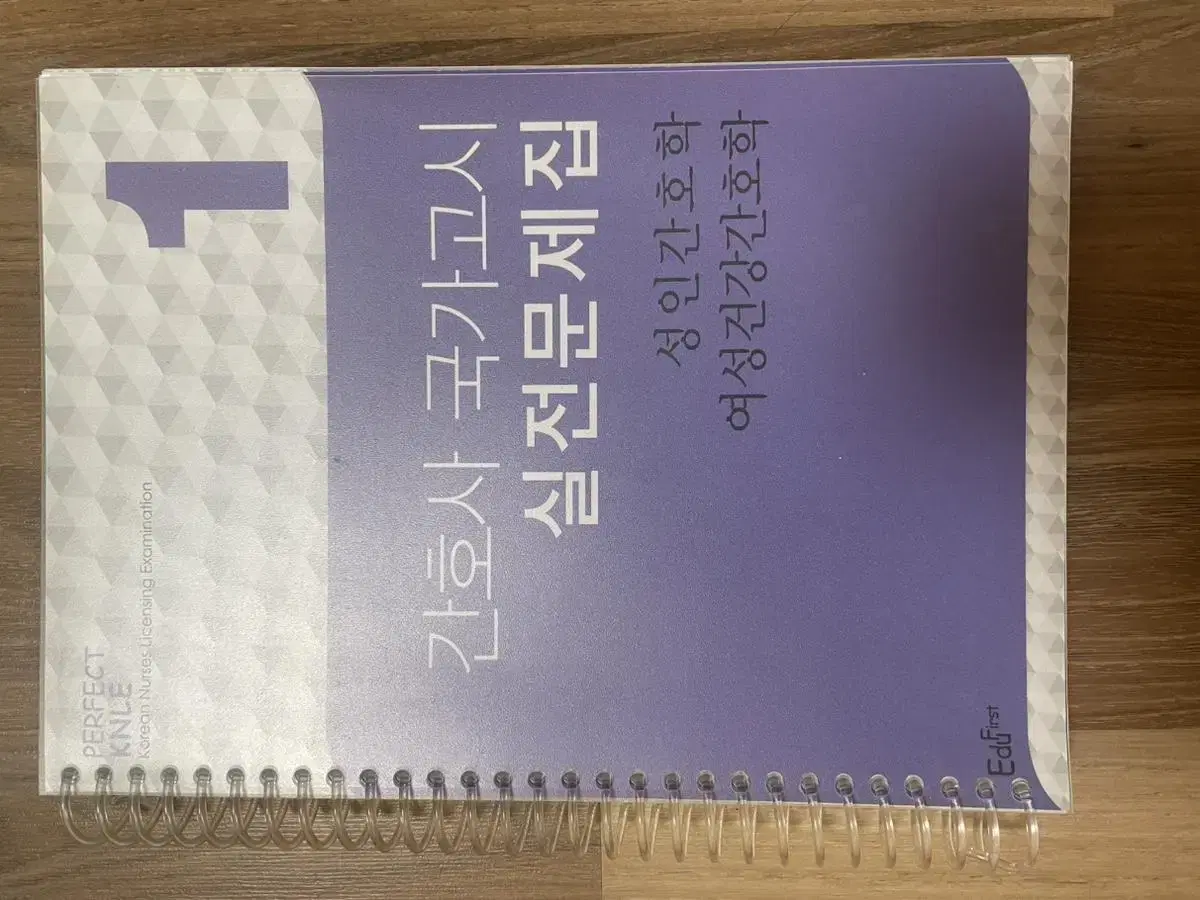 PERFECT
KNLE
Korean Nurses Licensing Examination
1
간호사 국가고시
실전문제집
성인간호학
여성건강간호학
EduFirst